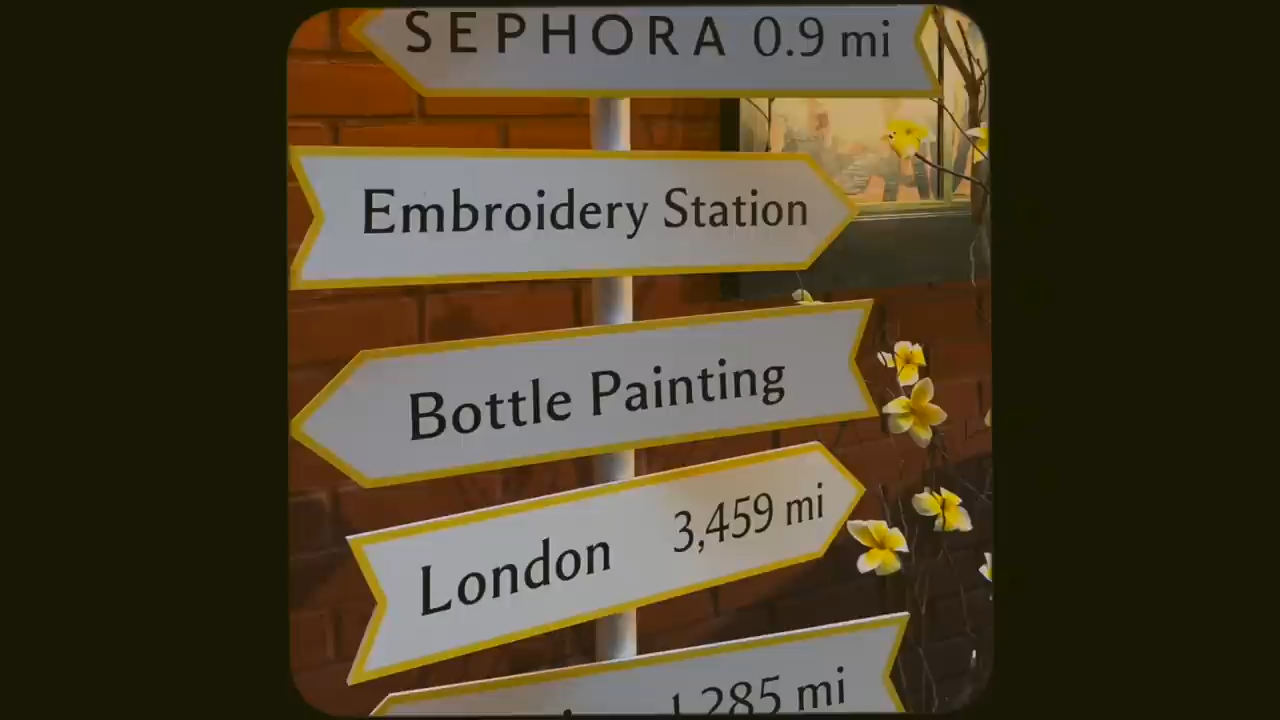 SEPHORA 0.9 mi
Embroidery Station
Bottle Painting
London 3,459 mi
1,285 mi